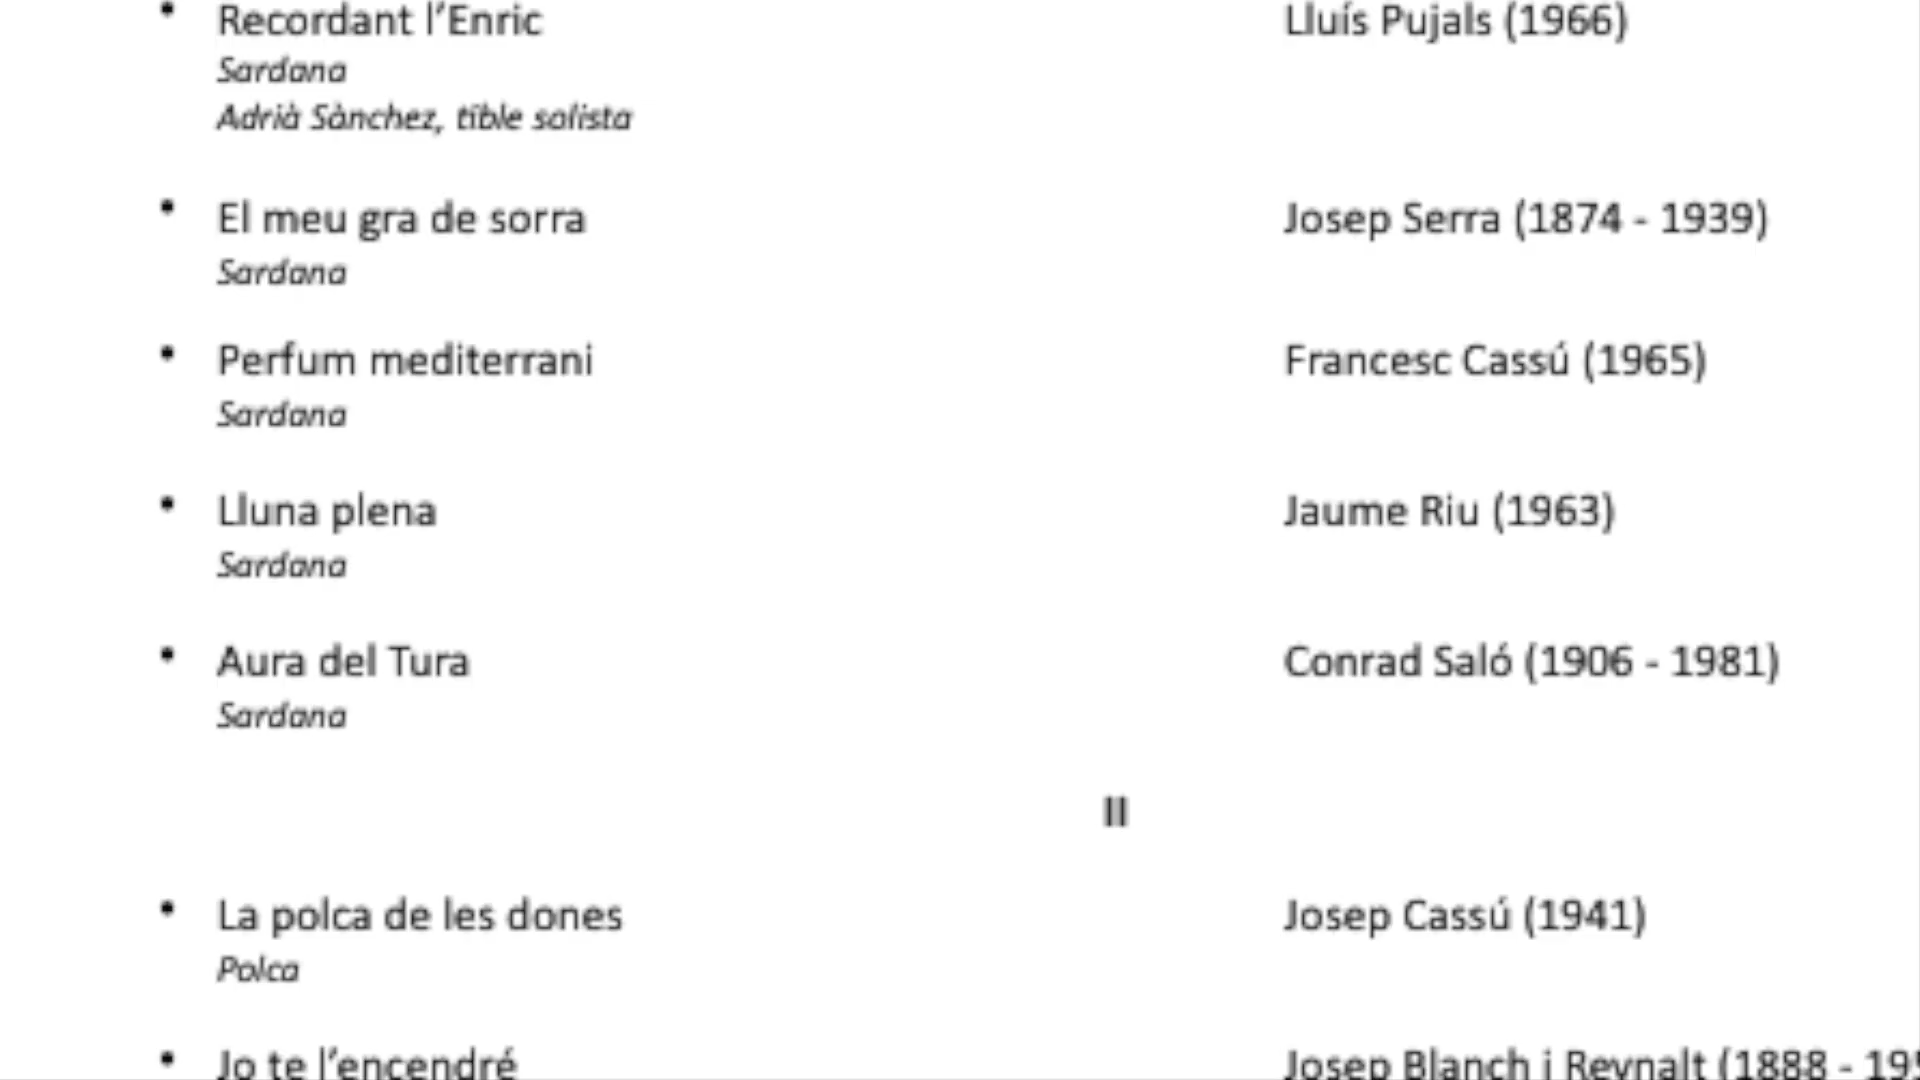 • Recordant l’Enric Lluís Pujals (1966)
Sardana
Adrià Sànchez, tible solista
• El meu gra de sorra Josep Serra (1874 - 1939)
Sardana
• Perfum mediterrani Francesc Cassú (1965)
Sardana
• Lluna plena Jaume Riu (1963)
Sardana
• Aura del Tura Conrad Saló (1906 - 1981)
Sardana
II
• La polca de les dones Josep Cassú (1941)
Polca
• Jo te l’encendré Josep Blanch i Reynalt (1888 -